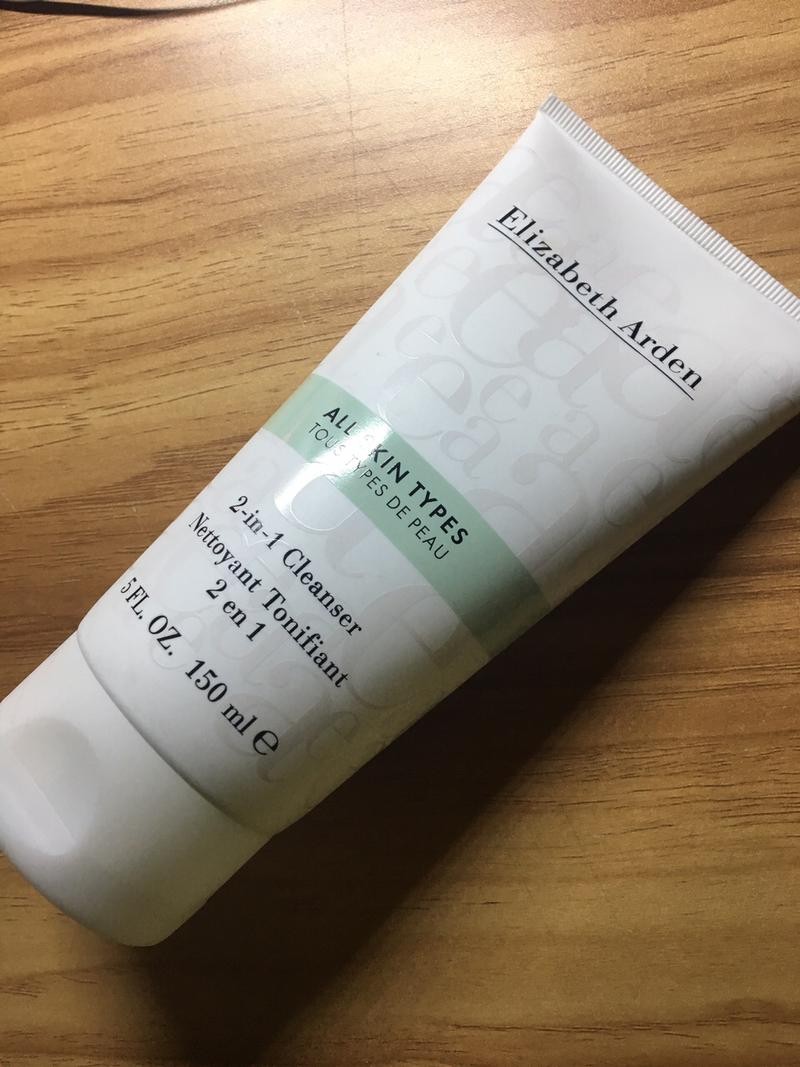 Elizabeth Arden
ALL SKIN TYPES
TOUS TYPES DE PEAU
2-in-1 Cleanser
Nettoyant Tonifiant
2 en 1
5 FL. OZ. 150 ml e